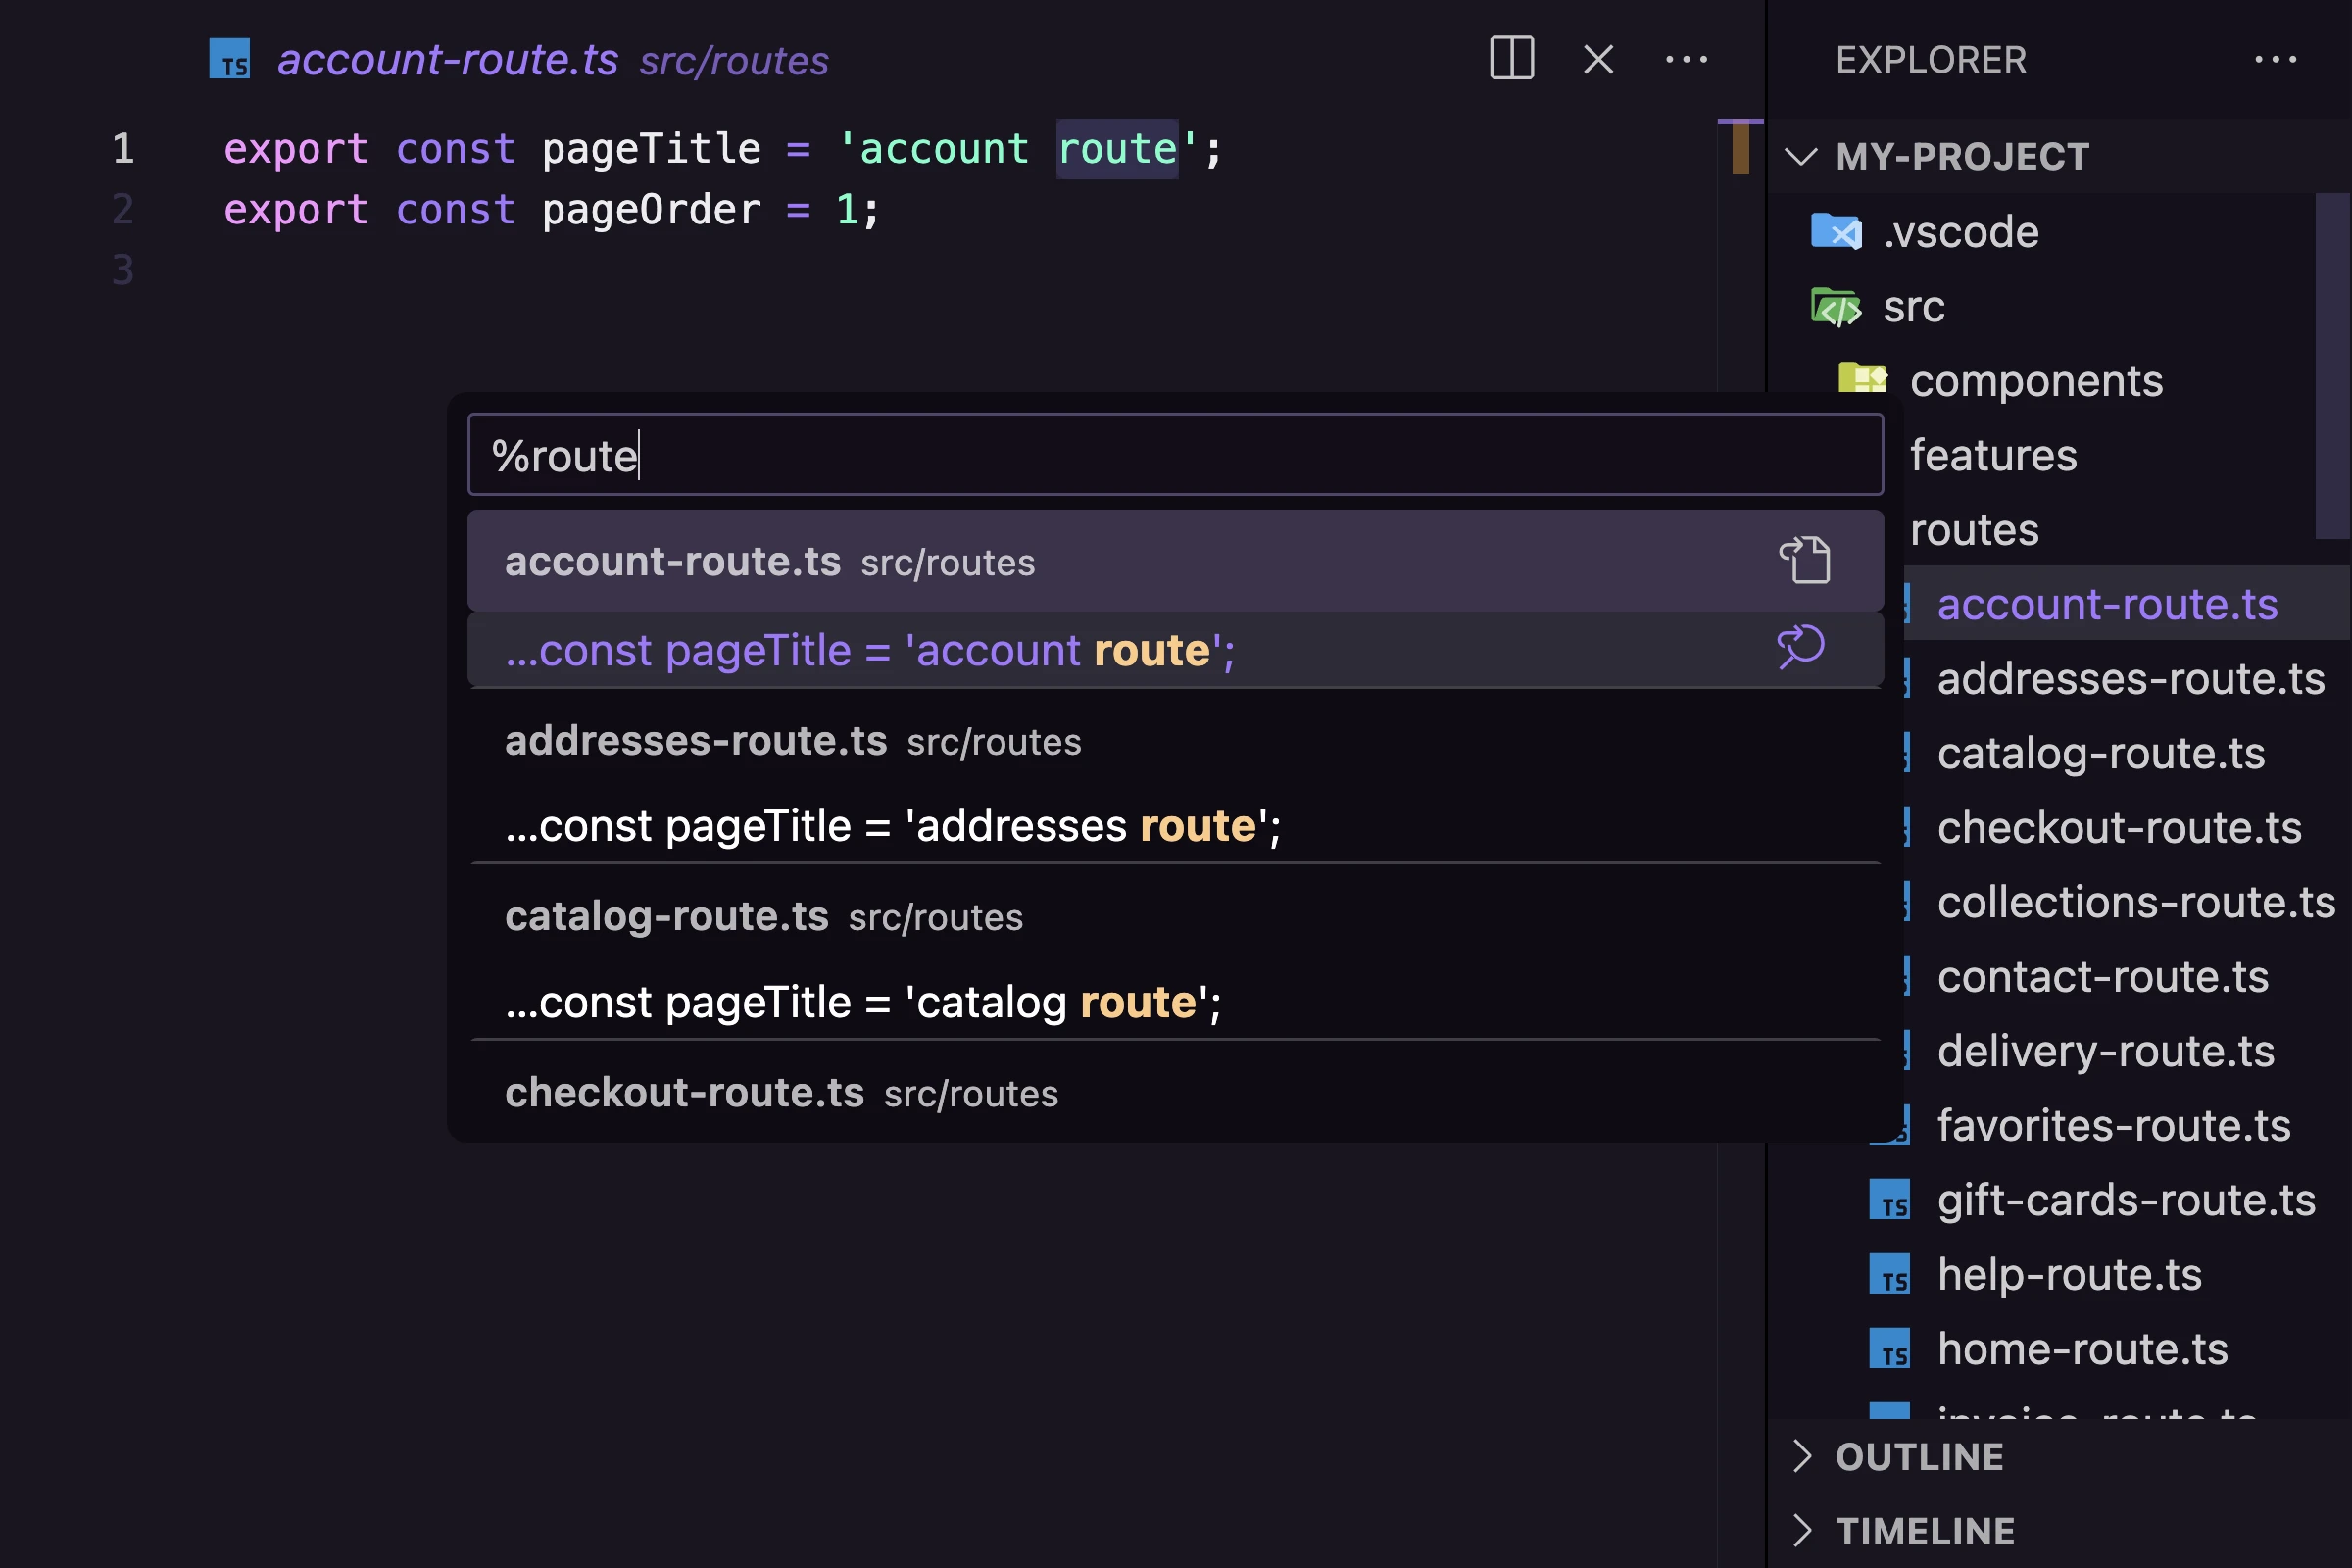 TS account-route.ts src/routes
1 export const pageTitle = 'account route';
2 export const pageOrder = 1;
3
%route
account-route.ts src/routes
...const pageTitle = 'account route';
addresses-route.ts src/routes
...const pageTitle = 'addresses route';
catalog-route.ts src/routes
...const pageTitle = 'catalog route';
checkout-route.ts src/routes
EXPLORER
MY-PROJECT
.vscode
src
components
features
routes
account-route.ts
addresses-route.ts
catalog-route.ts
checkout-route.ts
collections-route.ts
contact-route.ts
delivery-route.ts
favorites-route.ts
TS gift-cards-route.ts
TS help-route.ts
TS home-route.ts
OUTLINE
TIMELINE